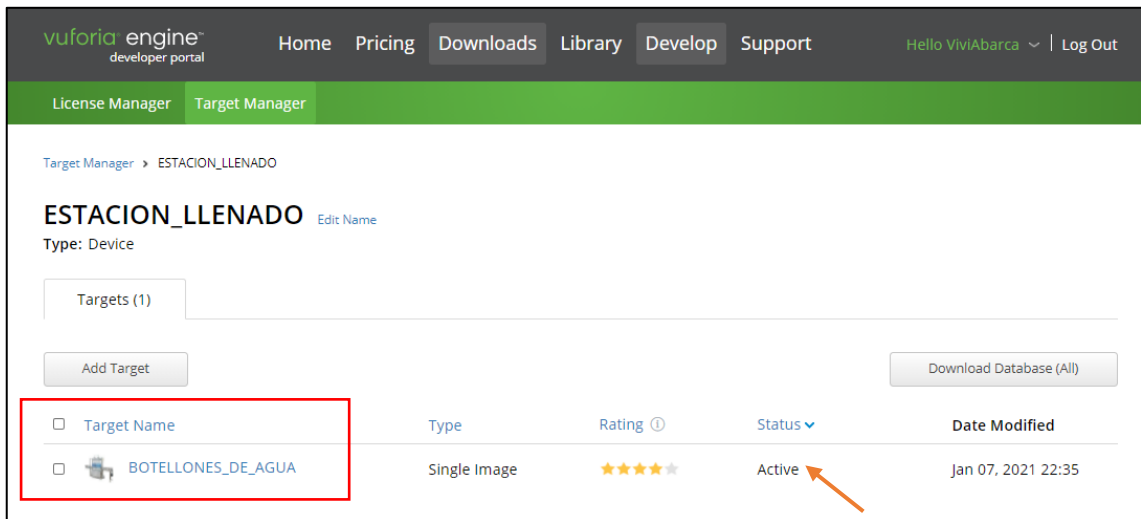 vuforia® engine™ Home Pricing Downloads Library Develop Support Hello ViviAbarca | Log Out
developer portal
License Manager Target Manager
Target Manager > ESTACION_LLENADO
ESTACION_LLENADO Edit Name
Type: Device
Targets (1)
Add Target Download Database (All)
Target Name Type Rating Status Date Modified
BOTELLONES_DE_AGUA Single Image Active Jan 07, 2021 22:35